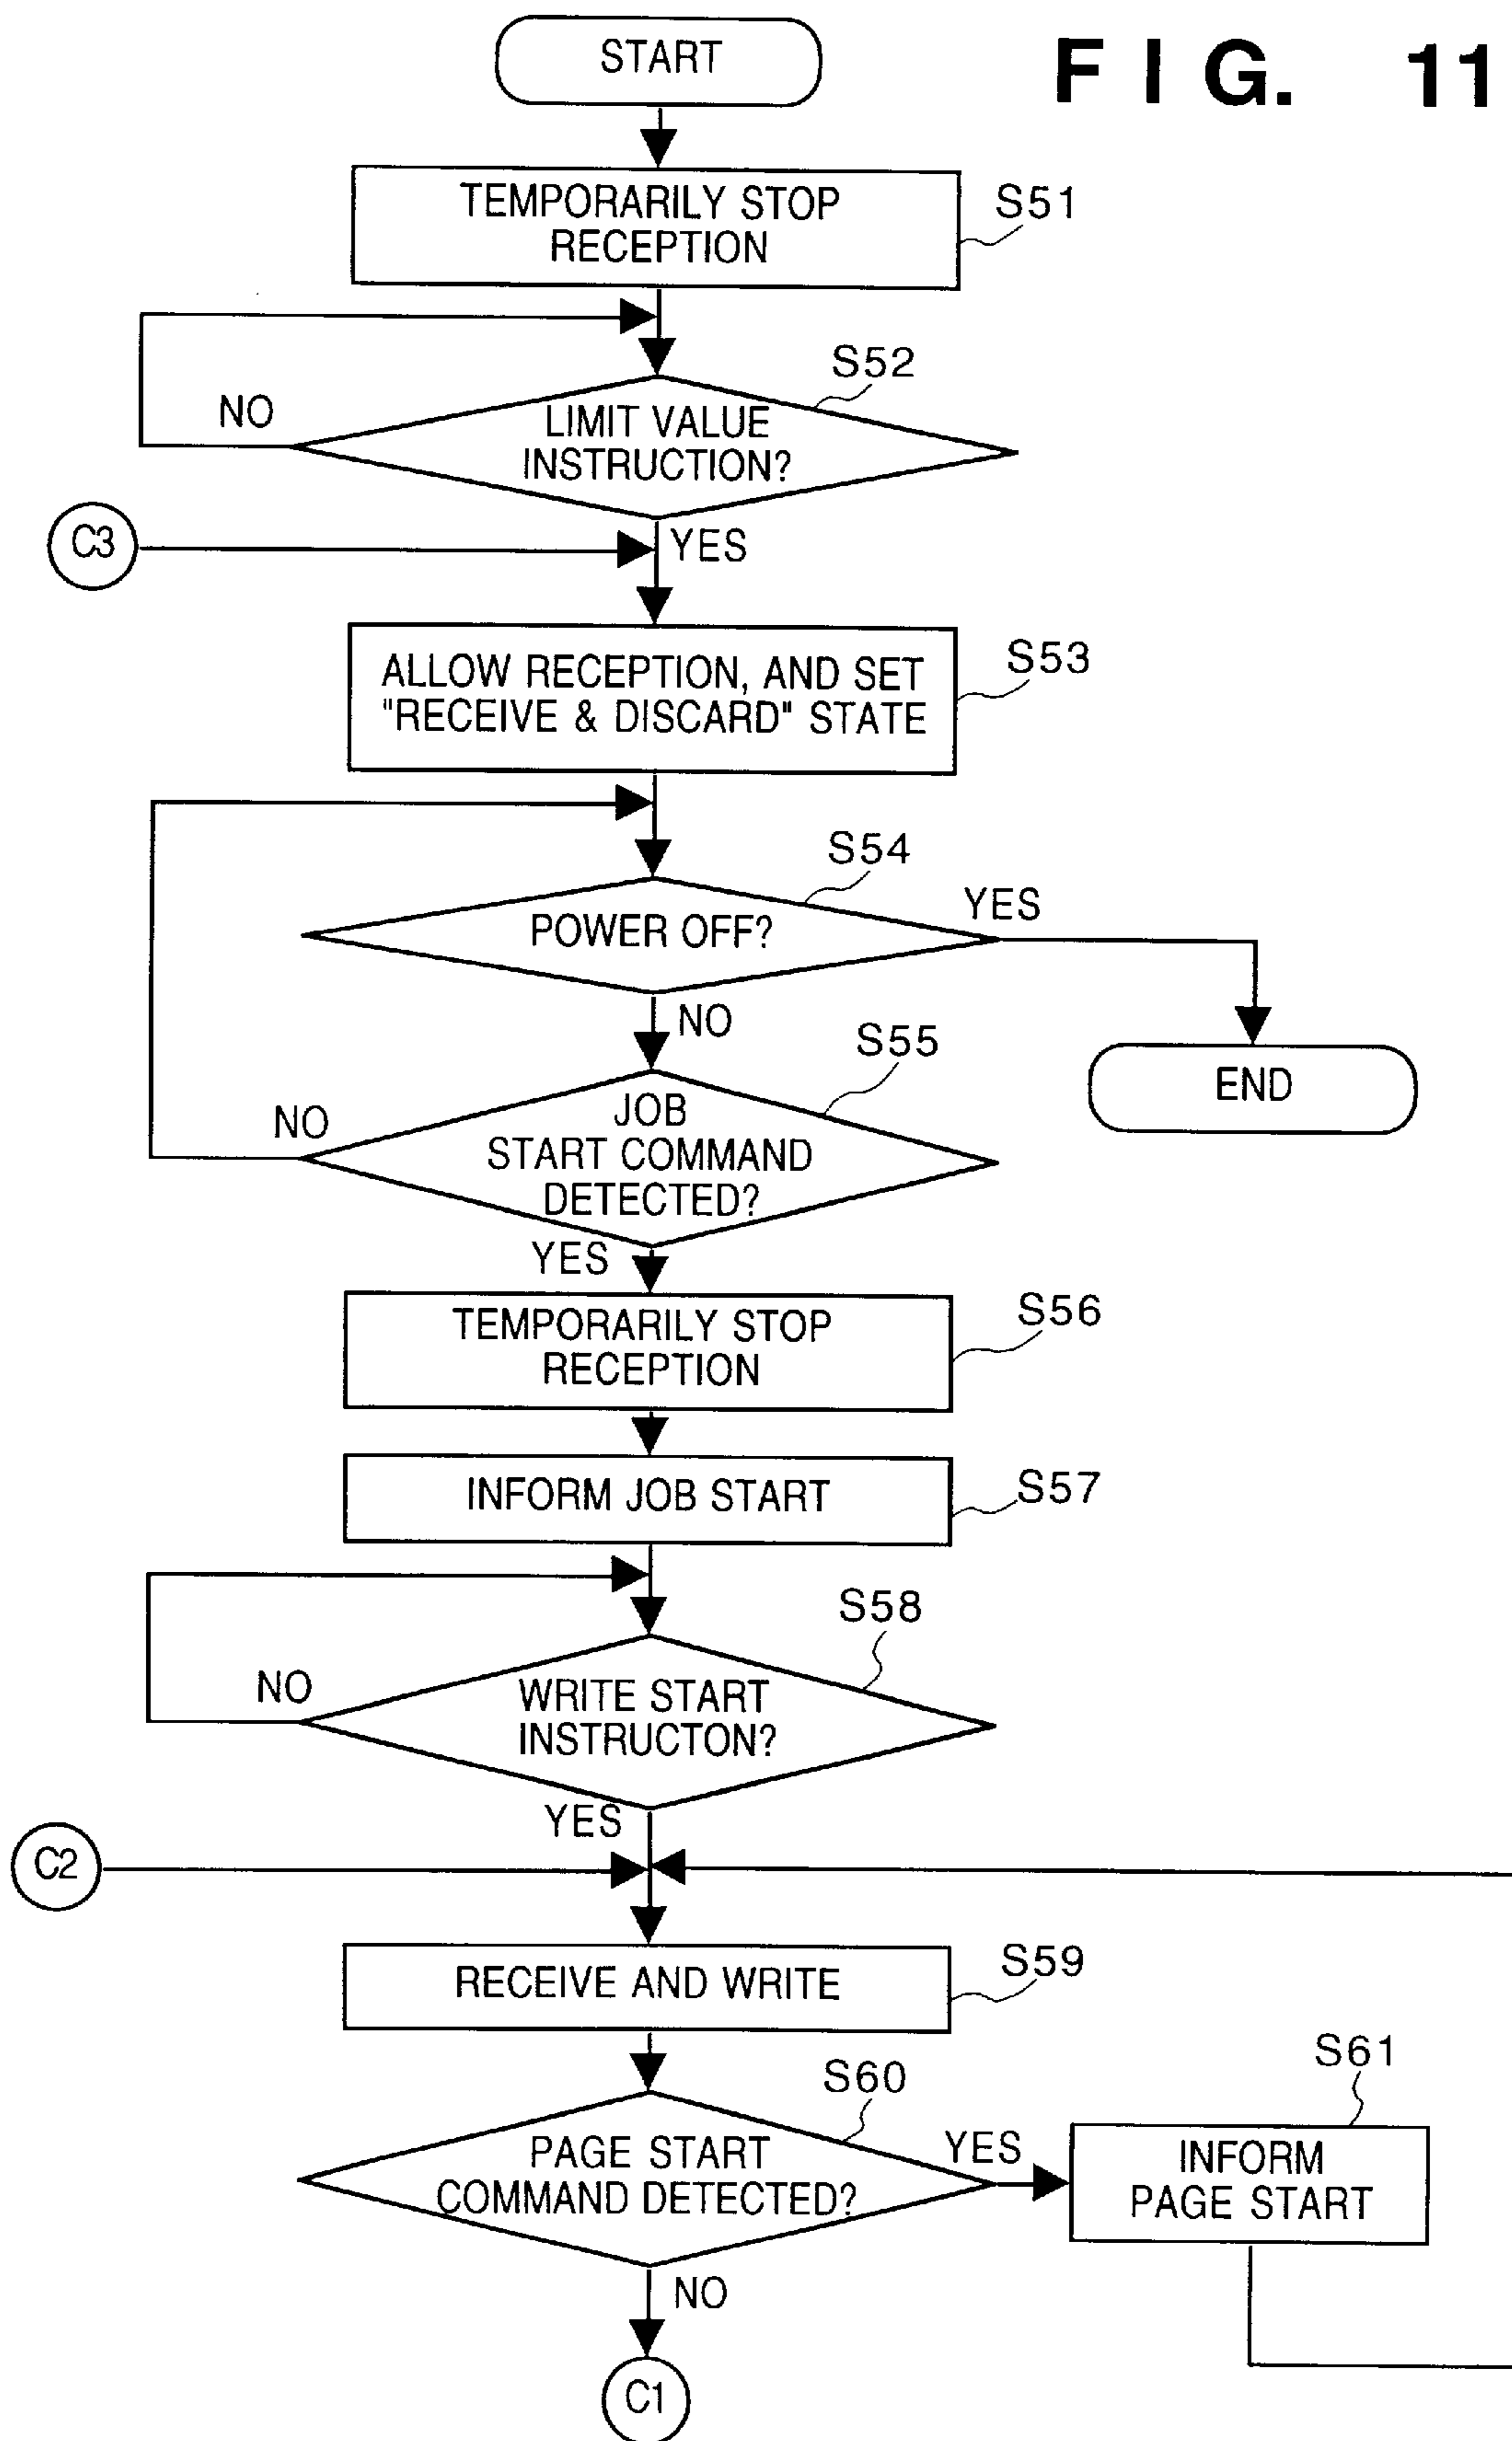 START
F I G. 11
TEMPORARILY STOP
RECEPTION
S51
S52
NO
LIMIT VALUE
INSTRUCTION?
C3
YES
ALLOW RECEPTION, AND SET
"RECEIVE & DISCARD" STATE
S53
S54
YES
POWER OFF?
NO
S55
END
NO
JOB
START COMMAND
DETECTED?
YES
TEMPORARILY STOP
RECEPTION
S56
INFORM JOB START
S57
S58
NO
WRITE START
INSTRUCTON?
YES
C2
RECEIVE AND WRITE
S59
S60
S61
PAGE START
COMMAND DETECTED?
YES
INFORM
PAGE START
NO
C1